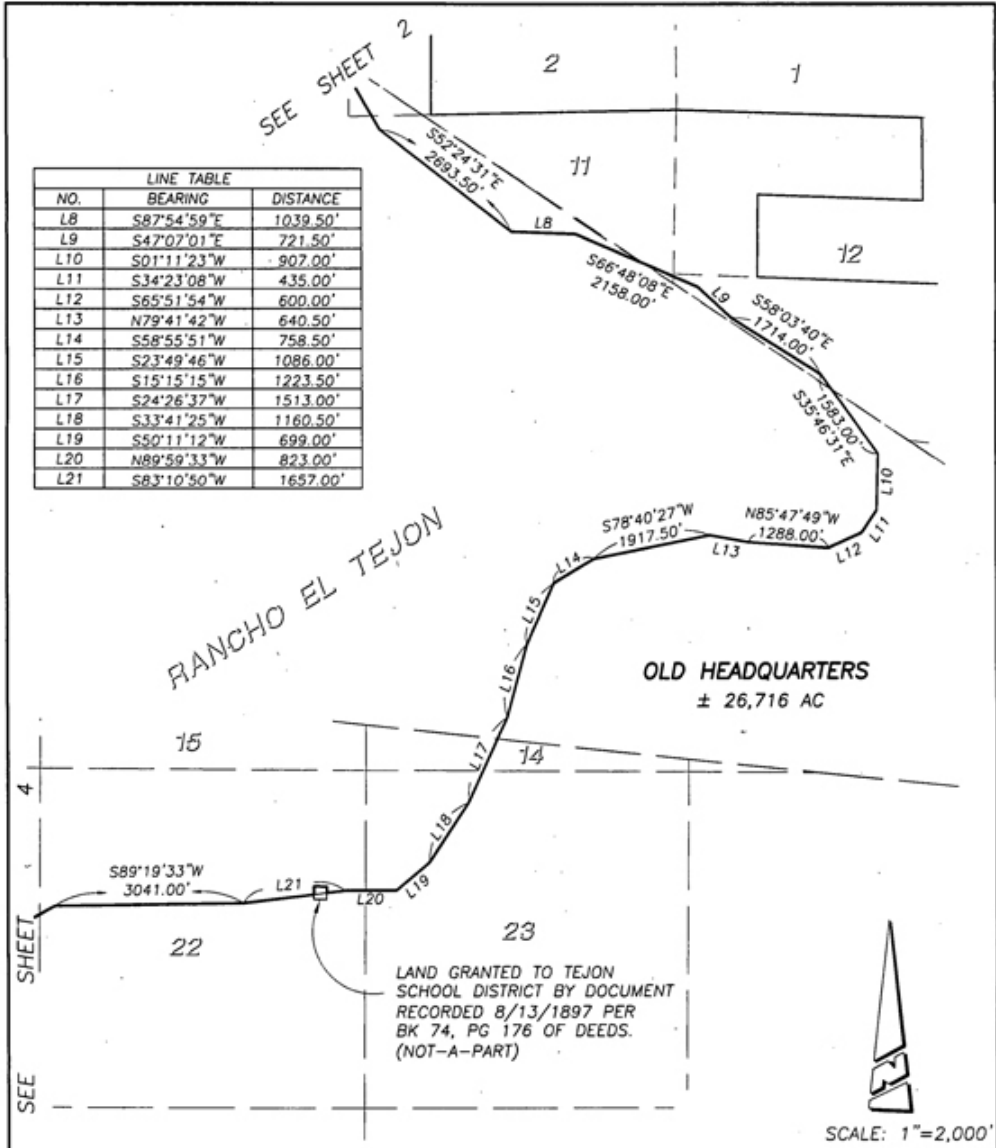 SEE SHEET 2
2
1
11
12
S52°24'31"E
2693.50'
L8
S66°48'08"E
2158.00'
L9
S58°03'40"E
1714.00'
1583.00'
S35°46'31"E
L10
L11
L12
N85°47'49"W
1288.00'
L13
S78°40'27"W
1917.50'
L14
L15
L16
L17
L18
L19
L20
L21
LINE TABLE
NO. BEARING DISTANCE
L8 S87°54'59"E 1039.50'
L9 S47°07'01"E 721.50'
L10 S01°11'23"W 907.00'
L11 S34°23'08"W 435.00'
L12 S65°51'54"W 600.00'
L13 N79°41'42"W 640.50'
L14 S58°55'51"W 758.50'
L15 S23°49'46"W 1086.00'
L16 S15°15'15"W 1223.50'
L17 S24°26'37"W 1513.00'
L18 S33°41'25"W 1160.50'
L19 S50°11'12"W 699.00'
L20 N89°59'33"W 823.00'
L21 S83°10'50"W 1657.00'
RANCHO EL TEJON
OLD HEADQUARTERS
± 26,716 AC
15
14
S89°19'33"W
3041.00'
22
23
SEE SHEET 4
LAND GRANTED TO TEJON
SCHOOL DISTRICT BY DOCUMENT
RECORDED 8/13/1897 PER
BK 74, PG 176 OF DEEDS.
(NOT-A-PART)
N
SCALE: 1"=2,000'